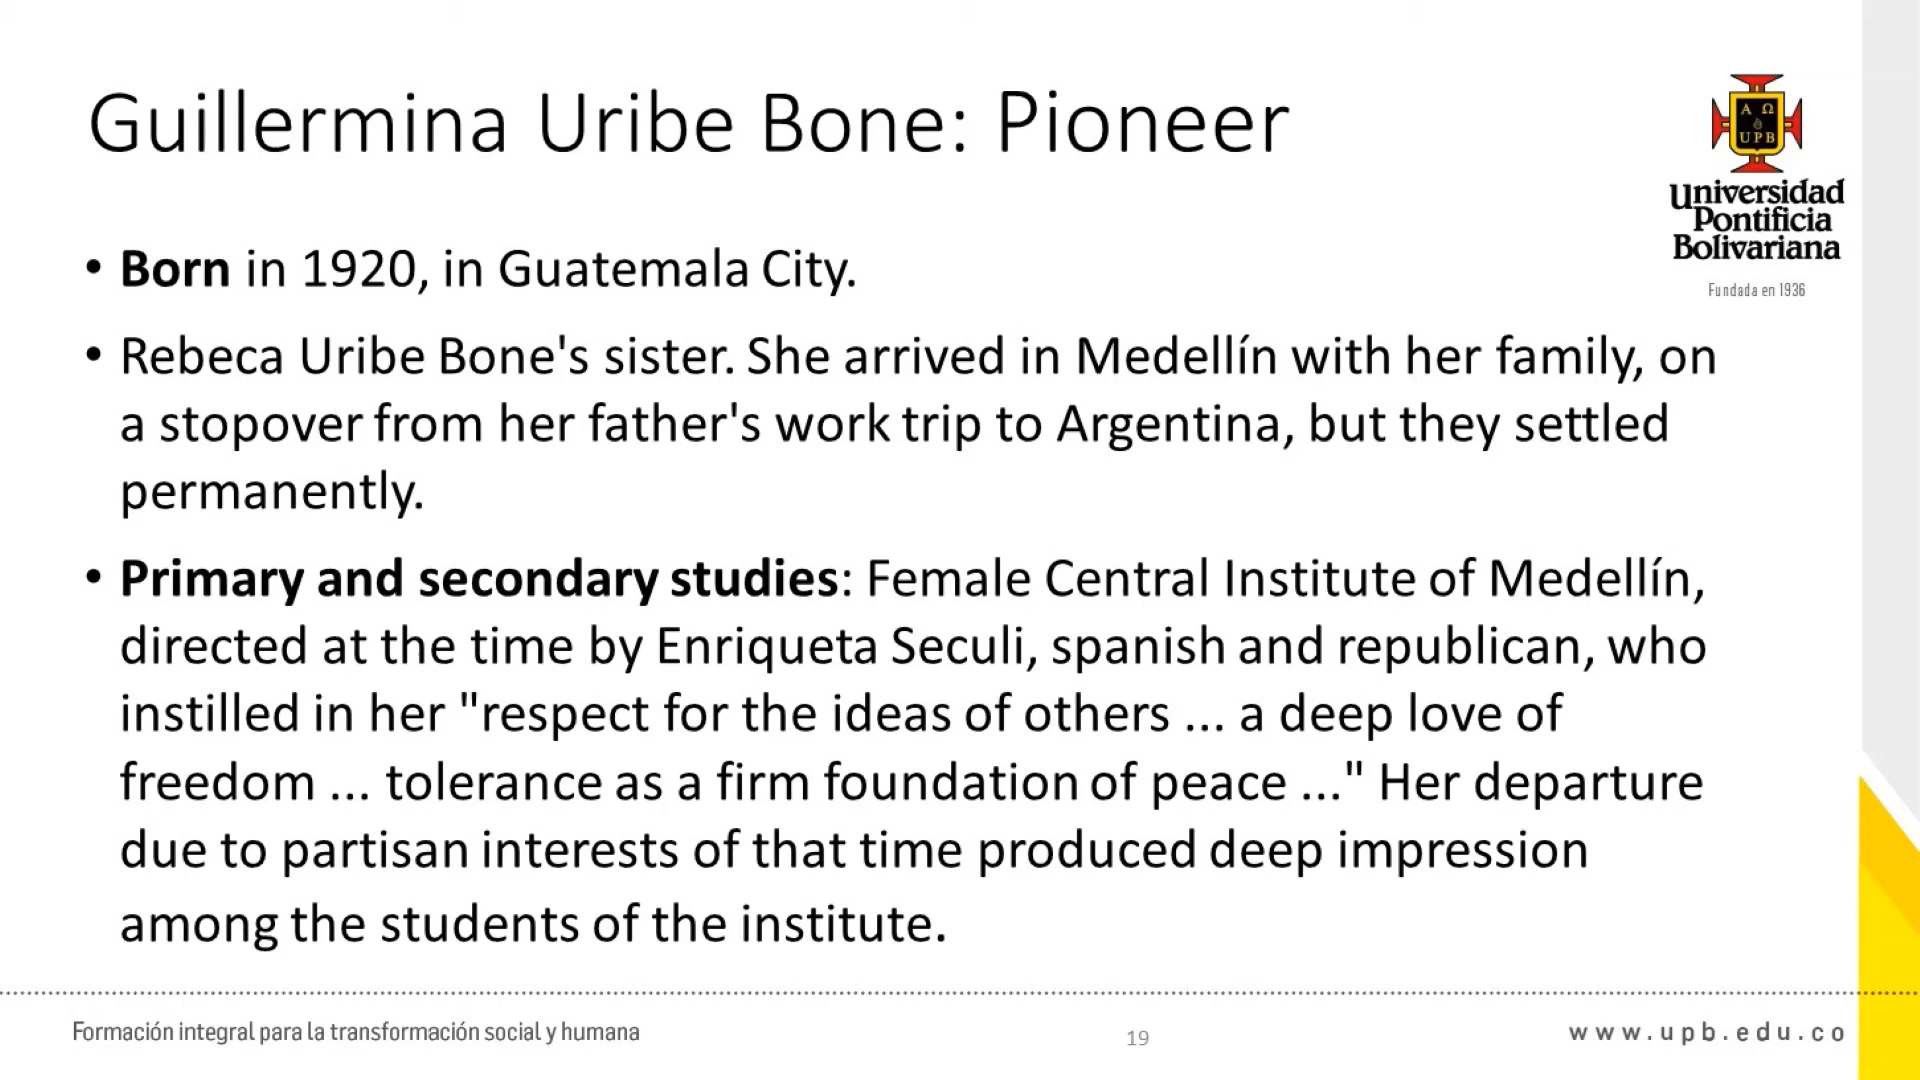 Guillermina Uribe Bone: Pioneer
Α Ω
UPB
Universidad
Pontificia
Bolivariana
Fundada en 1936
• Born in 1920, in Guatemala City.
• Rebeca Uribe Bone's sister. She arrived in Medellín with her family, on
a stopover from her father's work trip to Argentina, but they settled
permanently.
• Primary and secondary studies: Female Central Institute of Medellín,
directed at the time by Enriqueta Seculi, spanish and republican, who
instilled in her "respect for the ideas of others ... a deep love of
freedom ... tolerance as a firm foundation of peace ..." Her departure
due to partisan interests of that time produced deep impression
among the students of the institute.
Formación integral para la transformación social y humana
19
www.upb.edu.co